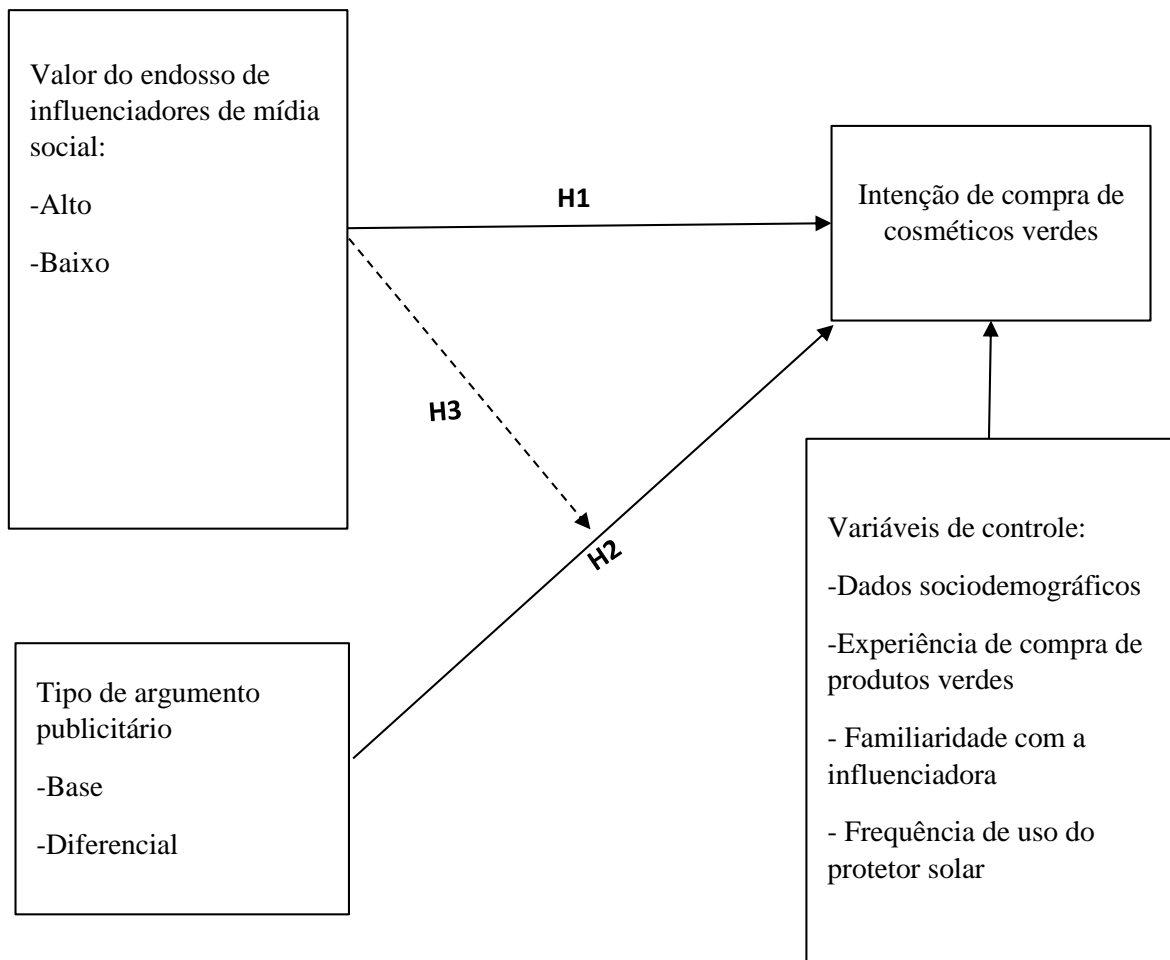 Valor do endosso de
influenciadores de mídia
social:
-Alto
-Baixo
H1
Intenção de compra de
cosméticos verdes
H3
H2
Tipo de argumento
publicitário
-Base
-Diferencial
Variáveis de controle:
-Dados sociodemográficos
-Experiência de compra de
produtos verdes
- Familiaridade com a
influenciadora
- Frequência de uso do
protetor solar